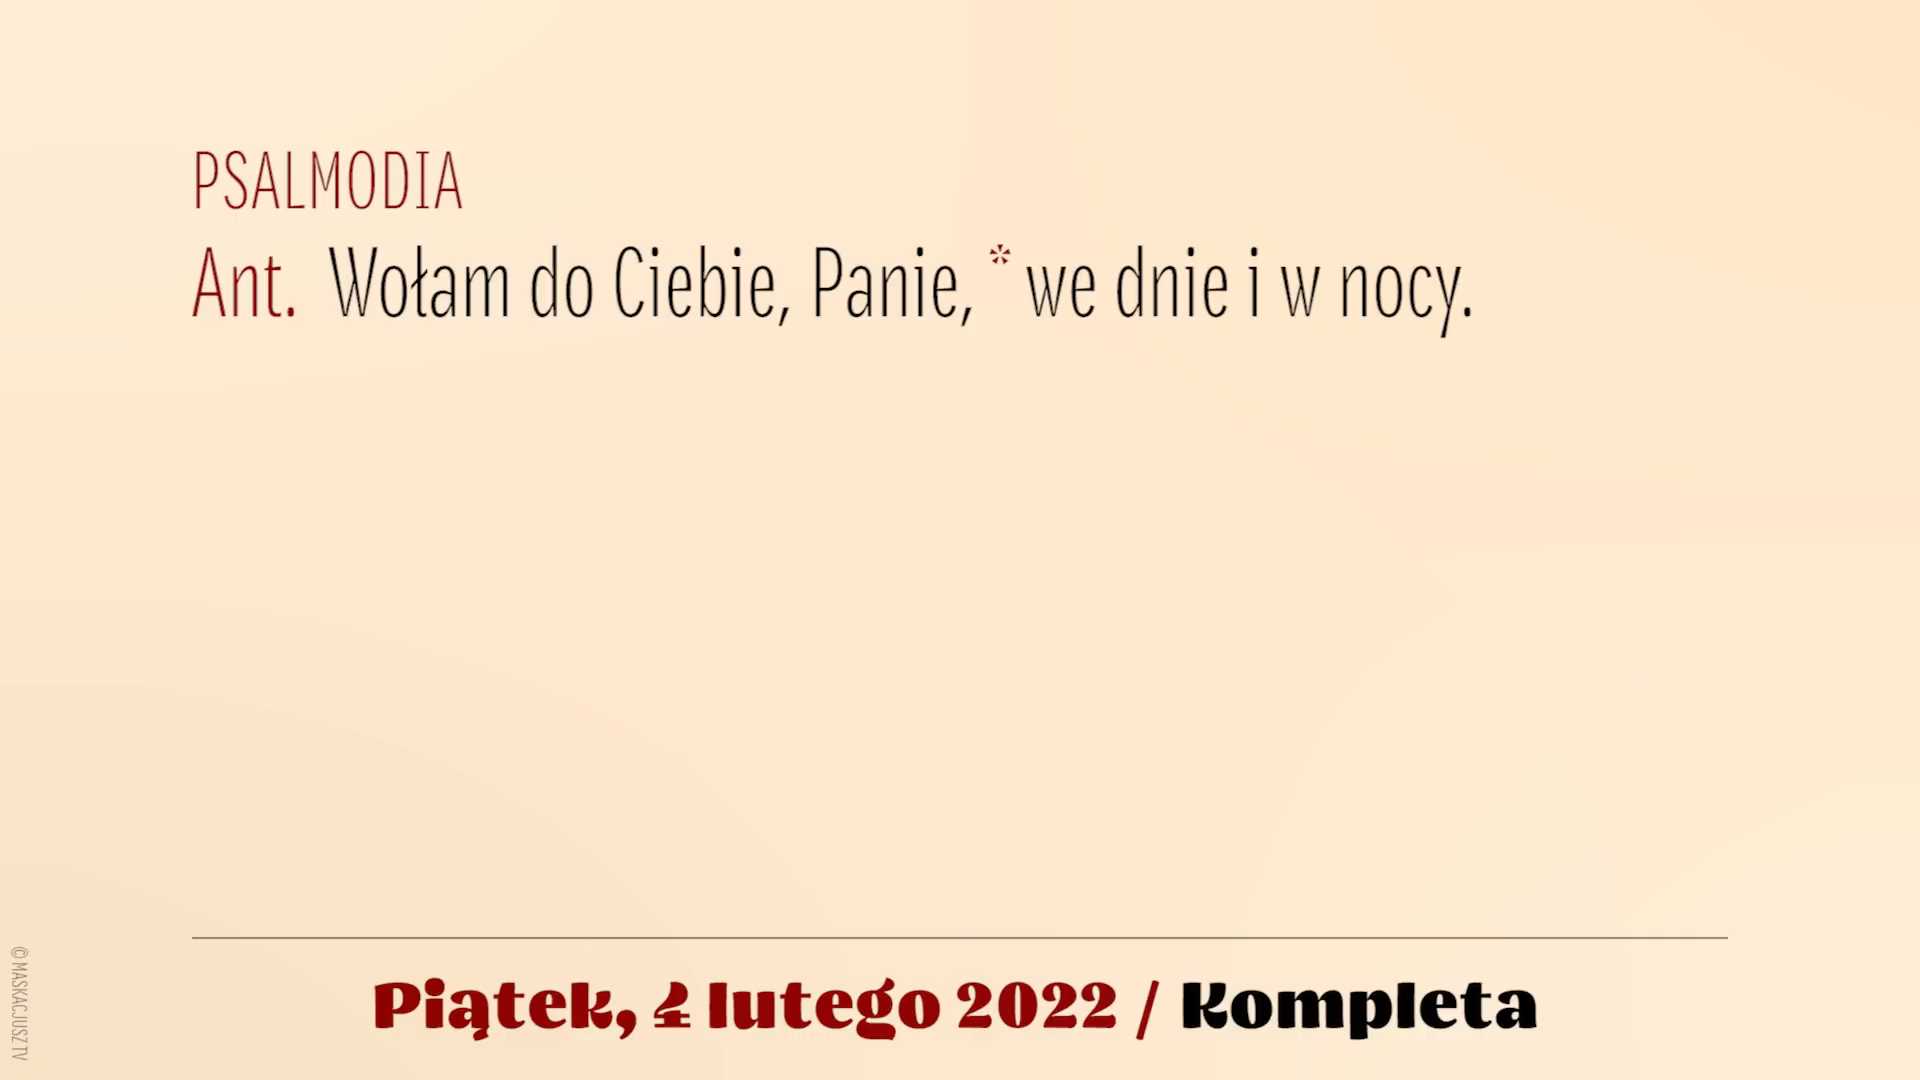 PSALMODIA
Ant. Wołam do Ciebie, Panie, * we dnie i w nocy.
Piątek, 4 lutego 2022 / Kompleta
© MASKACJUSZ TV